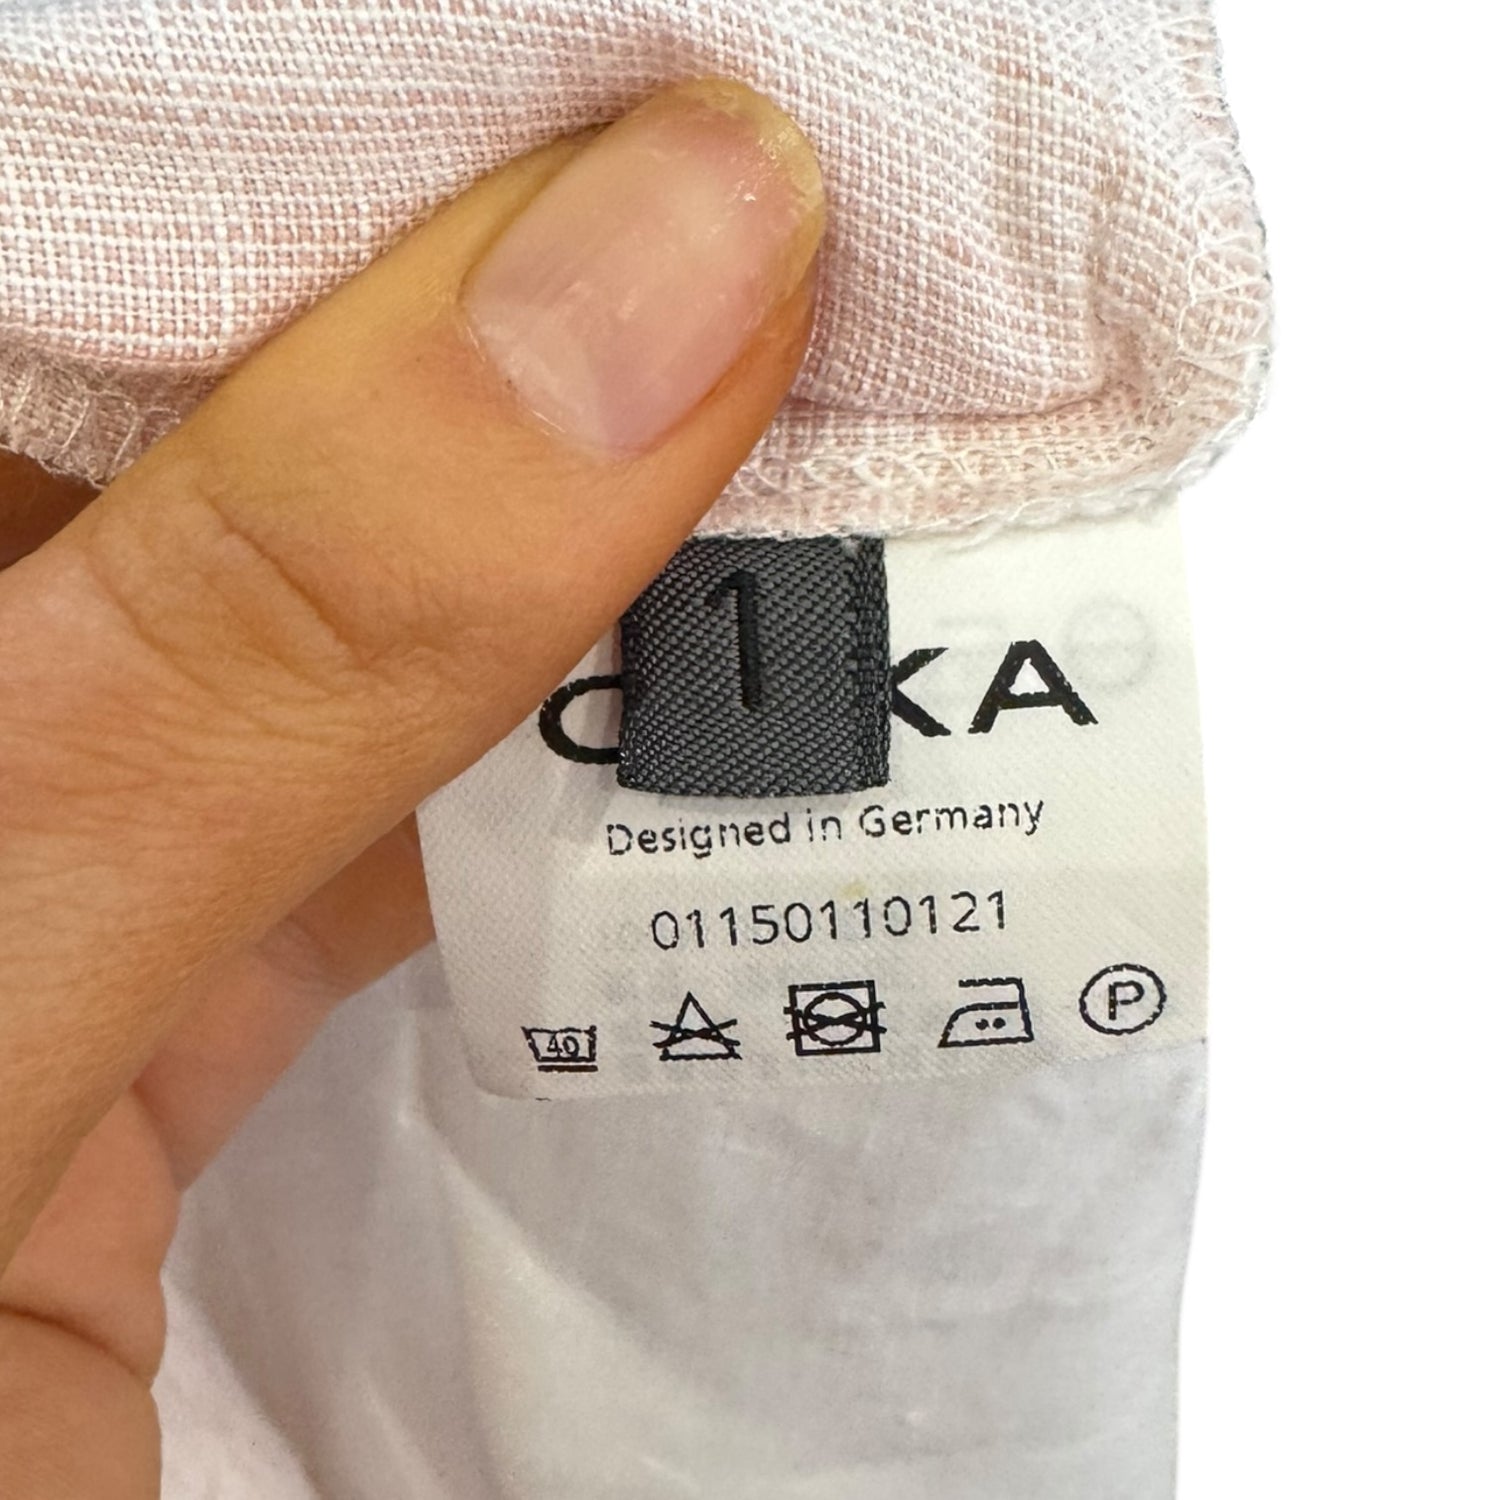 1
KA
Designed in Germany
01150110121
40 P